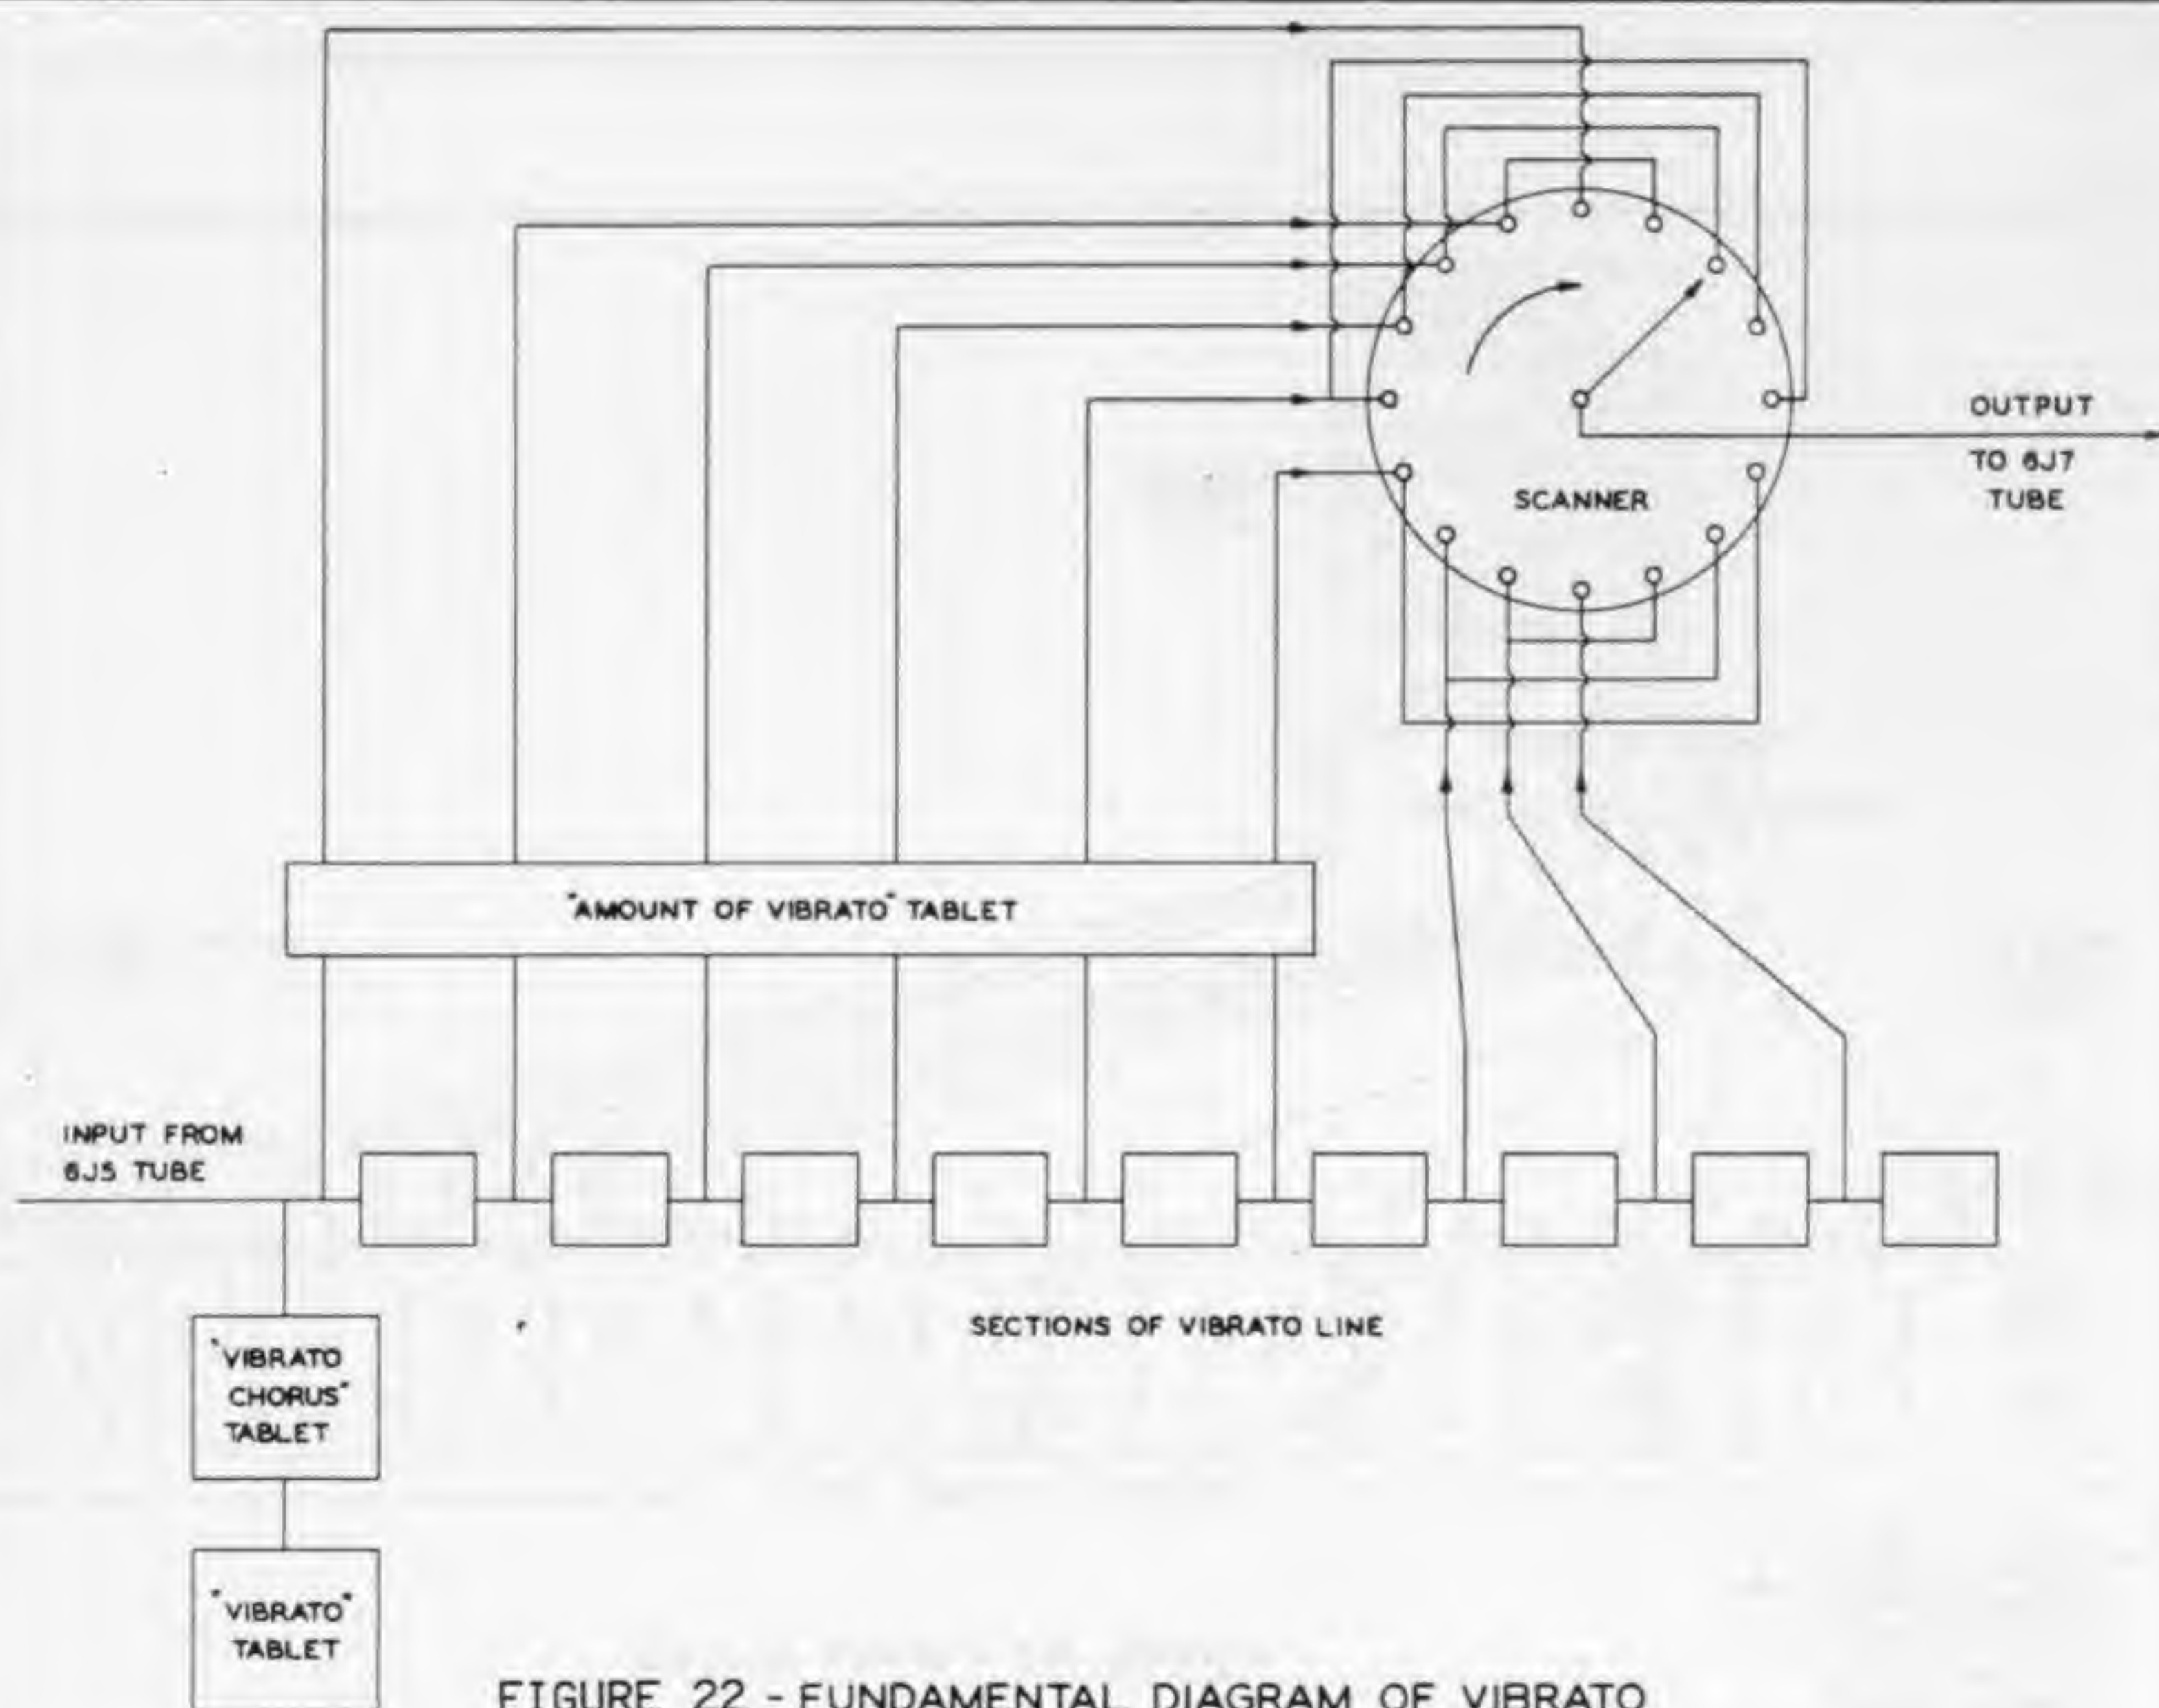 OUTPUT
TO 6J7
TUBE
SCANNER
"AMOUNT OF VIBRATO" TABLET
INPUT FROM
6J5 TUBE
SECTIONS OF VIBRATO LINE
"VIBRATO
CHORUS"
TABLET
"VIBRATO"
TABLET
FIGURE 22 - FUNDAMENTAL DIAGRAM OF VIBRATO